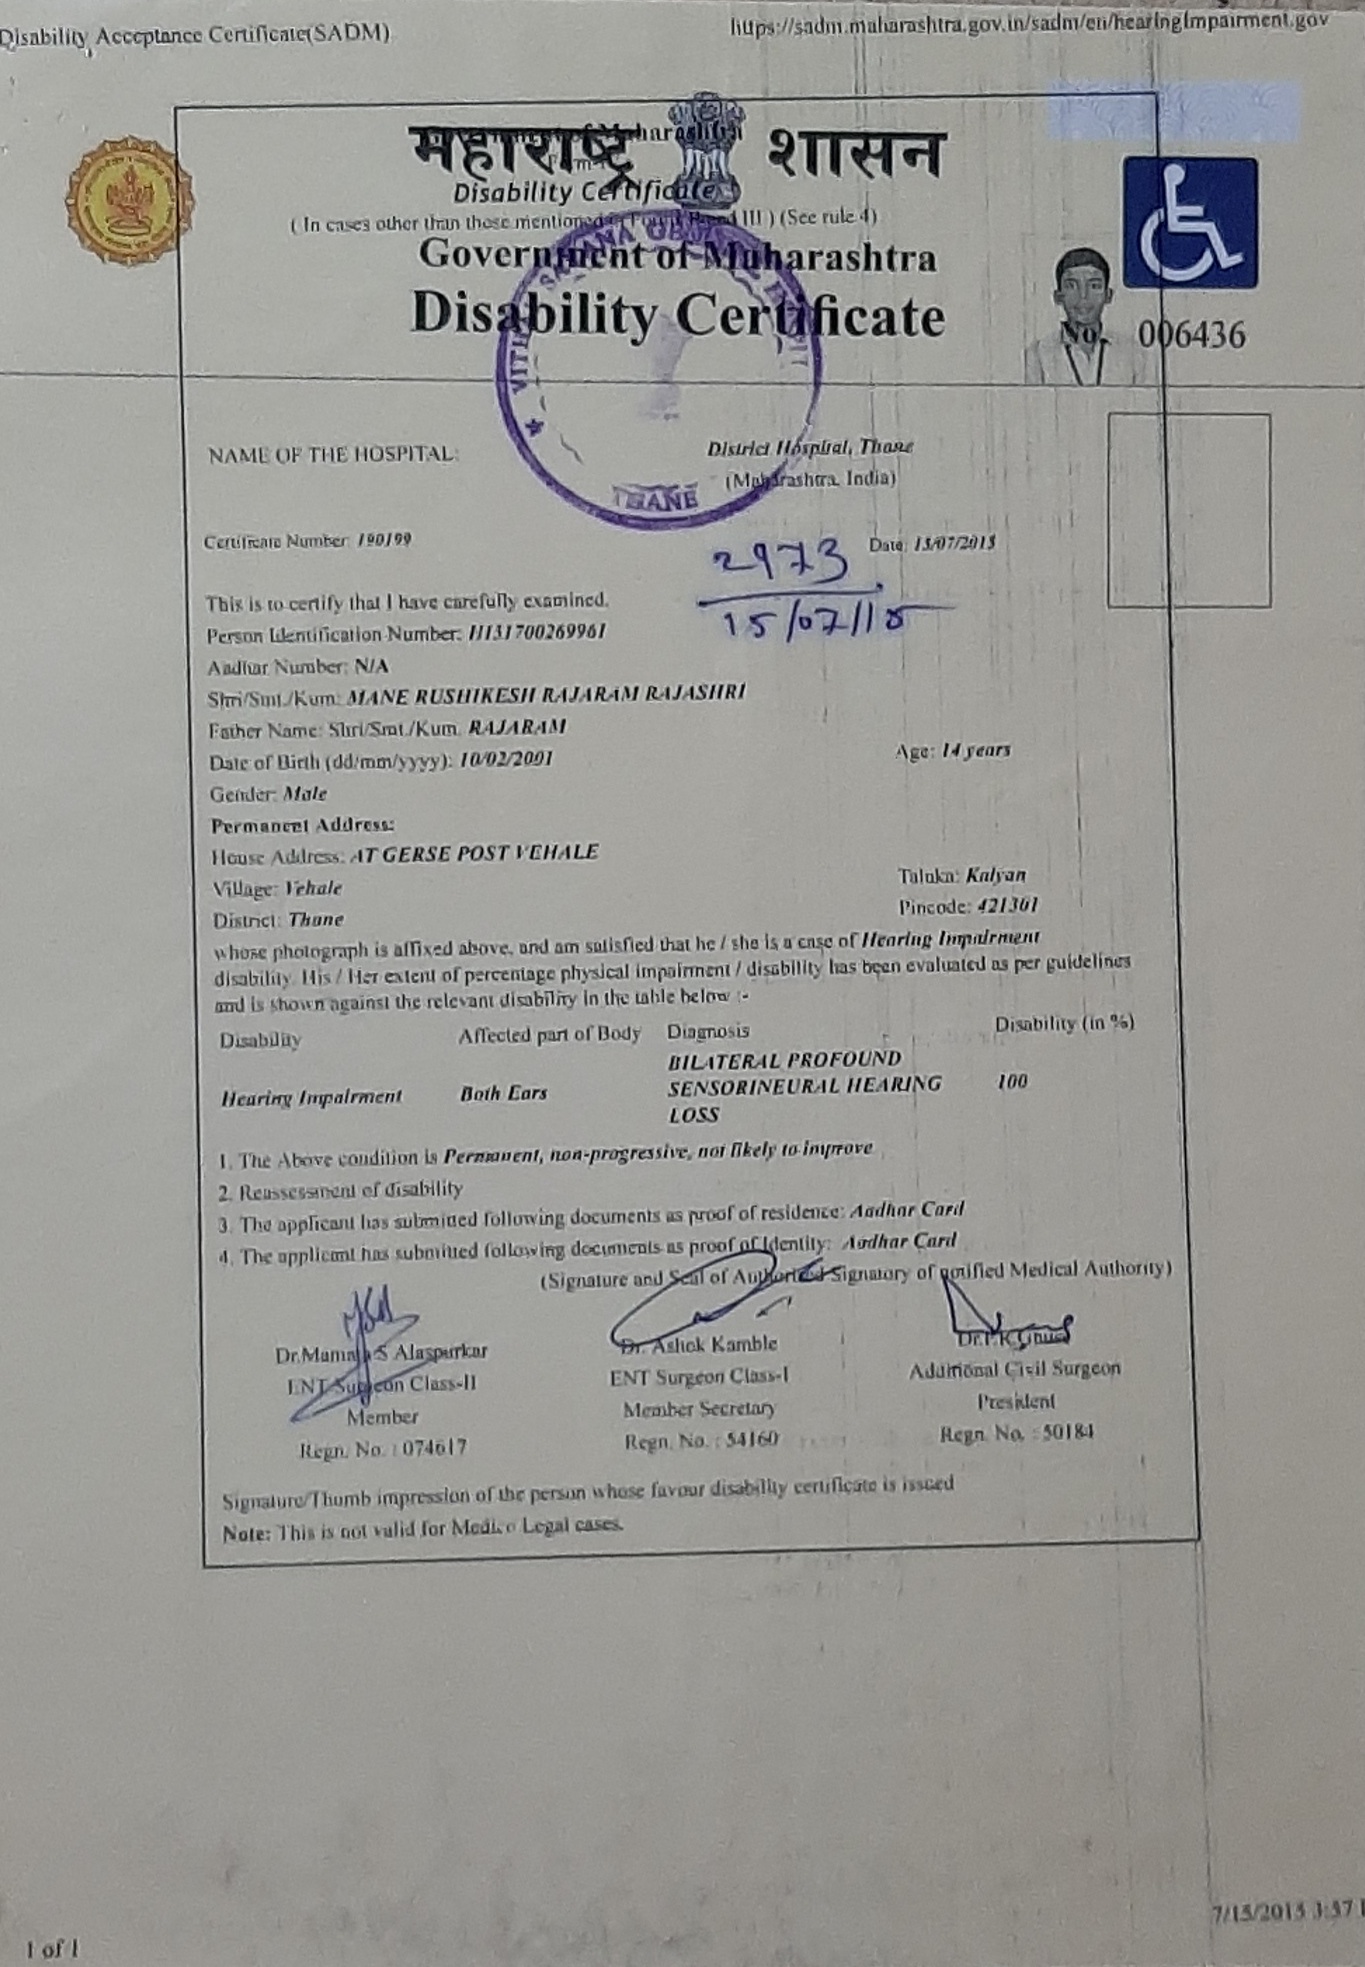 Disability Acceptance Certificate(SADM)
https://sadm.maharashtra.gov.in/sadm/en/hearingImpairment.gov
महाराष्ट्र शासन
Disability Certificate
( In cases other than those mentioned in Form II and III ) (See rule 4)
Government of Maharashtra
Disability Certificate
No. 006436
THANE
NAME OF THE HOSPITAL:
District Hospital, Thane
(Maharashtra, India)
Certificate Number: 190199
Date: 15/07/2015
2973
15/07/15
This is to certify that I have carefully examined,
Person Identification Number: H131700269961
Aadhar Number: N/A
Shri/Smt./Kum: MANE RUSHIKESH RAJARAM RAJASHRI
Father Name: Shri/Smt./Kum. RAJARAM
Date of Birth (dd/mm/yyyy): 10/02/2001
Age: 14 years
Gender: Male
Permanent Address:
House Address: AT GERSE POST VEHALE
Village: Vehale
Taluka: Kalyan
District: Thane
Pincode: 421301
whose photograph is affixed above, and am satisfied that he / she is a case of Hearing Impairment
disability. His / Her extent of percentage physical impairment / disability has been evaluated as per guidelines
and is shown against the relevant disability in the table below :-
Disability Affected part of Body Diagnosis Disability (in %)
Hearing Impairment Both Ears BILATERAL PROFOUND
SENSORINEURAL HEARING 100
LOSS
1. The Above condition is Permanent, non-progressive, not likely to improve
2. Reassessment of disability
3. The applicant has submitted following documents as proof of residence: Aadhar Card
4. The applicant has submitted following documents as proof of Identity: Aadhar Card
(Signature and Seal of Authorized Signatory of notified Medical Authority)
Dr. S Alaspurkar
ENT Surgeon Class-II
Member
Regn. No. : 074617
Dr. Ashok Kamble
ENT Surgeon Class-I
Member Secretary
Regn. No. : 54160
Additional Civil Surgeon
President
Regn. No. : 50184
Signature/Thumb impression of the person whose favour disability certificate is issued
Note: This is not valid for Medico Legal cases.
1 of 1
7/15/2015 3:57